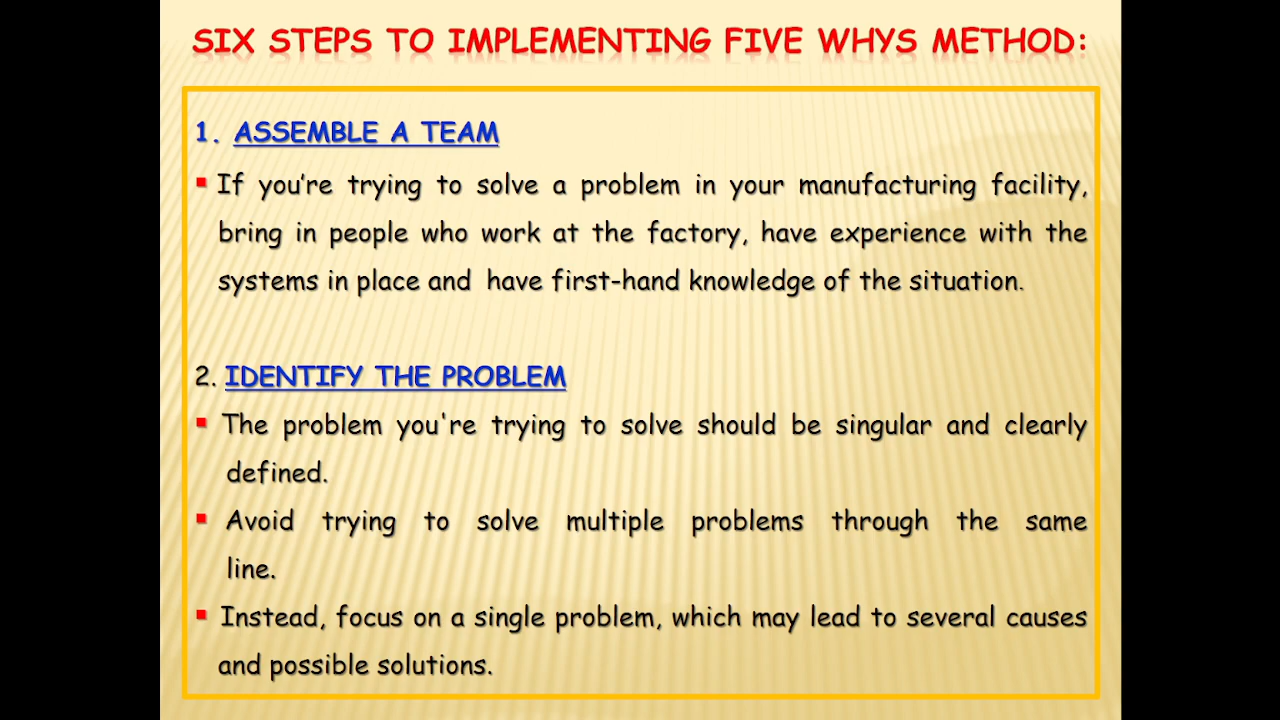 SIX STEPS TO IMPLEMENTING FIVE WHYS METHOD:
1. ASSEMBLE A TEAM
▪ If you’re trying to solve a problem in your manufacturing facility,
bring in people who work at the factory, have experience with the
systems in place and have first-hand knowledge of the situation.
2. IDENTIFY THE PROBLEM
▪ The problem you're trying to solve should be singular and clearly
defined.
▪ Avoid trying to solve multiple problems through the same
line.
▪ Instead, focus on a single problem, which may lead to several causes
and possible solutions.